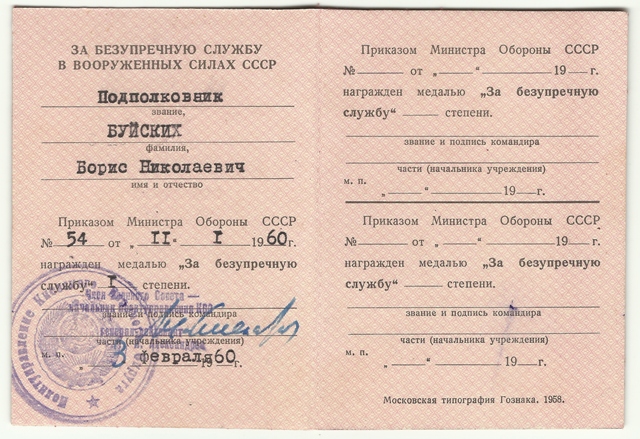 ЗА БЕЗУПРЕЧНУЮ СЛУЖБУ
В ВООРУЖЕННЫХ СИЛАХ СССР
Подполковник
звание,
БУЙСКИХ
фамилия,
Борис Николаевич
имя и отчество
Приказом Министра Обороны СССР
№ 54 от „II“ I 1960г.
награжден медалью „За безупречную
службу“ I степени.
звание и подпись командира
части (начальника учреждения)
м. п. „3 февраля 1960
Приказом Министра Обороны СССР
№ от „ “ 19 г.
награжден медалью „За безупречную
службу“ степени.
звание и подпись командира
части (начальника учреждения)
м. п. „ “ 19 г.
Приказом Министра Обороны СССР
№ от „ “ 19 г.
награжден медалью „За безупречную
службу“ степени.
звание и подпись командира
части (начальника учреждения)
м. п. „ “ 19 г.
Московская типография Гознака. 1958.